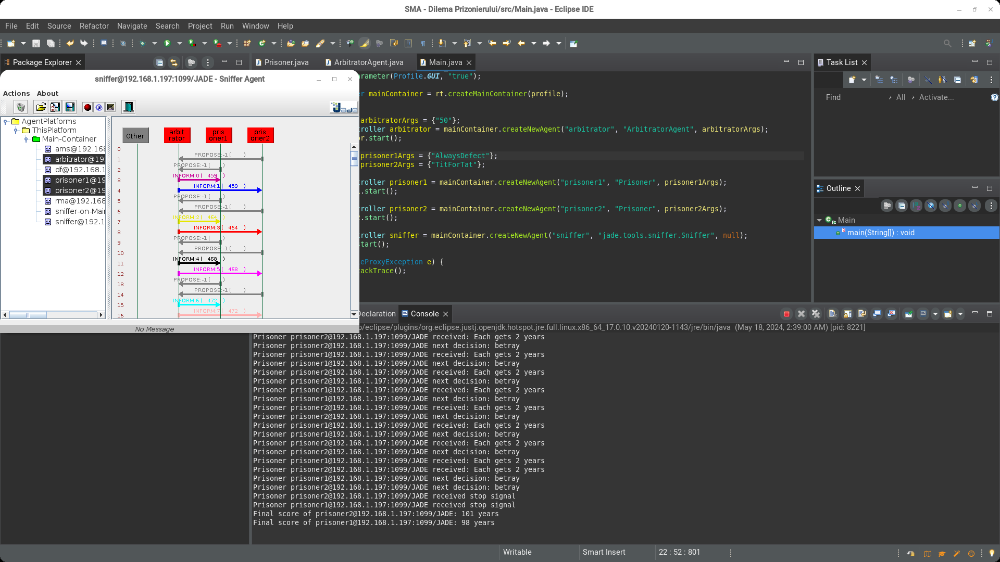 SMA - Dilema Prizonierului/src/Main.java - Eclipse IDE
File Edit Source Refactor Navigate Search Project Run Window Help
Package Explorer
Prisoner.java ArbitratorAgent.java Main.java
Task List
sniffer@192.168.1.197:1099/JADE - Sniffer Agent
Actions About
Jade
AgentPlatforms
ThisPlatform
Main-Container
ams@192.168
arbitrator@19
df@192.168.1
prisoner1@19
prisoner2@19
rma@192.168
sniffer-on-Mai
sniffer@192.1
Other
arbit
rator
pris
oner1
pris
oner2
0
1 PROPOSE:-1 ( )
2 PROPOSE:-1 ( )
3 INFORM:0 ( 459 )
4 INFORM:1 ( 459 )
5 PROPOSE:-1 ( )
6 PROPOSE:-1 ( )
7 INFORM:2 ( 464 )
8 INFORM:3 ( 464 )
9 PROPOSE:-1 ( )
10 PROPOSE:-1 ( )
11 INFORM:4 ( 468 )
12 INFORM:5 ( 468 )
13 PROPOSE:-1 ( )
14 PROPOSE:-1 ( )
15 INFORM:6 ( 472 )
16 INFORM:7 ( 472 )
No Message
rameter(Profile.GUI, "true");
r mainContainer = rt.createMainContainer(profile);
arbitratorArgs = {"50"};
roller arbitrator = mainContainer.createNewAgent("arbitrator", "ArbitratorAgent", arbitratorArgs);
or.start();
prisoner1Args = {"AlwaysDefect"};
prisoner2Args = {"TitForTat"};
roller prisoner1 = mainContainer.createNewAgent("prisoner1", "Prisoner", prisoner1Args);
.start();
roller prisoner2 = mainContainer.createNewAgent("prisoner2", "Prisoner", prisoner2Args);
.start();
roller sniffer = mainContainer.createNewAgent("sniffer", "jade.tools.sniffer.Sniffer", null);
tart();
eProxyException e) {
ackTrace();
Find All Activate...
Outline
Main
main(String[]) : void
Declaration Console
p/eclipse/plugins/org.eclipse.justj.openjdk.hotspot.jre.full.linux.x86_64_17.0.10.v20240120-1143/jre/bin/java (May 18, 2024, 2:39:00 AM) [pid: 8221]
Prisoner prisoner2@192.168.1.197:1099/JADE received: Each gets 2 years
Prisoner prisoner2@192.168.1.197:1099/JADE next decision: betray
Prisoner prisoner1@192.168.1.197:1099/JADE received: Each gets 2 years
Prisoner prisoner1@192.168.1.197:1099/JADE next decision: betray
Prisoner prisoner2@192.168.1.197:1099/JADE received: Each gets 2 years
Prisoner prisoner2@192.168.1.197:1099/JADE next decision: betray
Prisoner prisoner1@192.168.1.197:1099/JADE received: Each gets 2 years
Prisoner prisoner1@192.168.1.197:1099/JADE next decision: betray
Prisoner prisoner2@192.168.1.197:1099/JADE received: Each gets 2 years
Prisoner prisoner2@192.168.1.197:1099/JADE next decision: betray
Prisoner prisoner1@192.168.1.197:1099/JADE received: Each gets 2 years
Prisoner prisoner1@192.168.1.197:1099/JADE next decision: betray
Prisoner prisoner2@192.168.1.197:1099/JADE received: Each gets 2 years
Prisoner prisoner2@192.168.1.197:1099/JADE next decision: betray
Prisoner prisoner1@192.168.1.197:1099/JADE received: Each gets 2 years
Prisoner prisoner2@192.168.1.197:1099/JADE received: Each gets 2 years
Prisoner prisoner1@192.168.1.197:1099/JADE next decision: betray
Prisoner prisoner2@192.168.1.197:1099/JADE next decision: betray
Prisoner prisoner2@192.168.1.197:1099/JADE received stop signal
Prisoner prisoner1@192.168.1.197:1099/JADE received stop signal
Final score of prisoner2@192.168.1.197:1099/JADE: 101 years
Final score of prisoner1@192.168.1.197:1099/JADE: 98 years
Writable Smart Insert 22 : 52 : 801